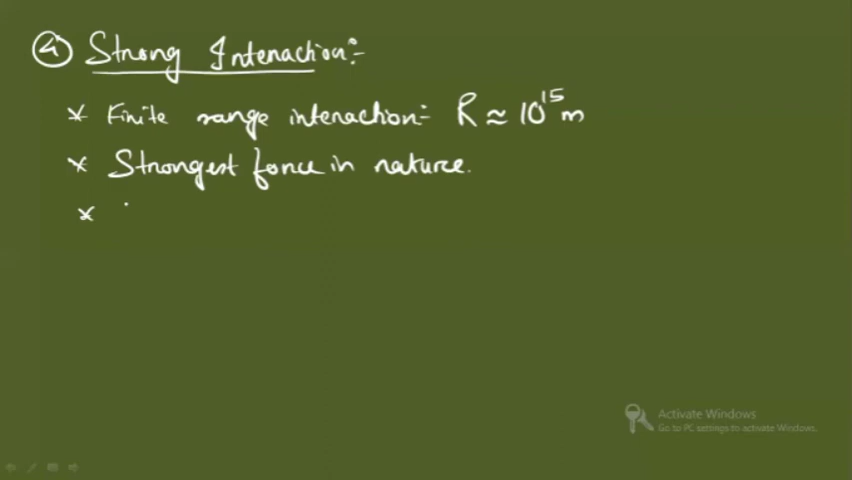 ④ Strong Interaction:-
* Finite range interaction:- R ≈ 10^15 m
* Strongest force in nature.
*
Activate Windows
Go to PC settings to activate Windows.